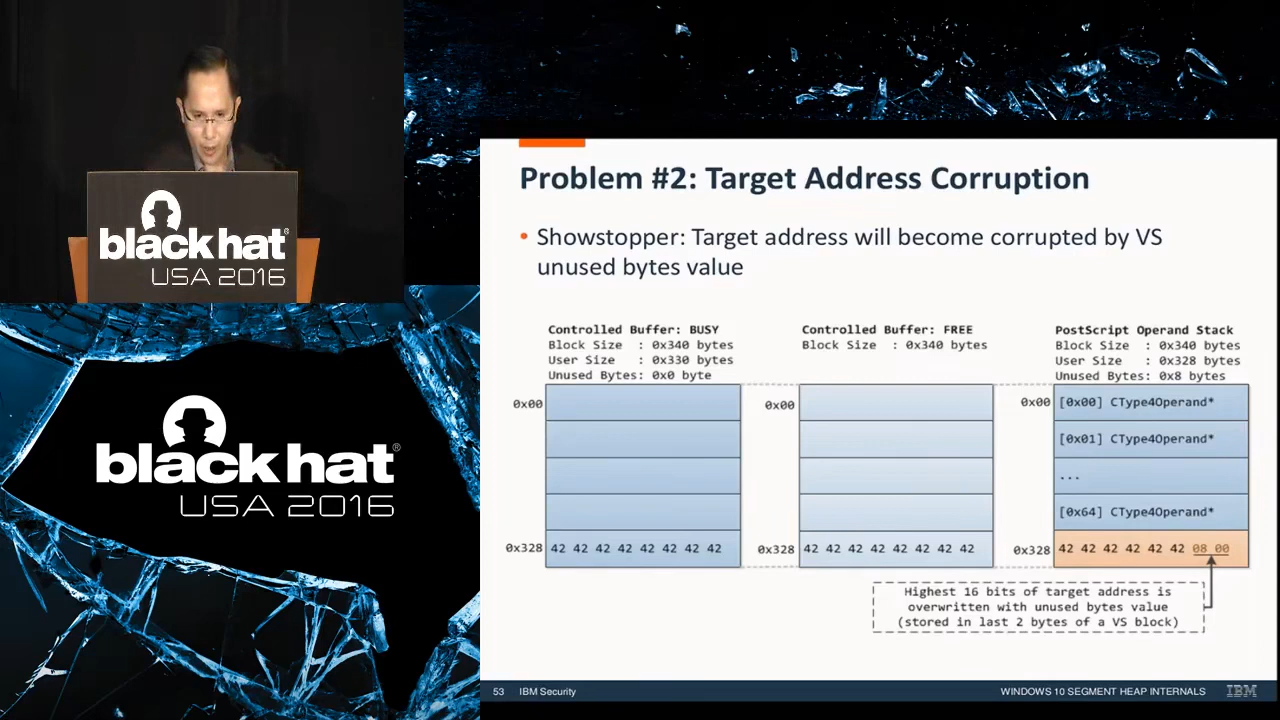 black hat®
USA 2016
black hat®
USA 2016
Problem #2: Target Address Corruption
• Showstopper: Target address will become corrupted by VS
unused bytes value
Controlled Buffer: BUSY
Block Size : 0x340 bytes
User Size : 0x330 bytes
Unused Bytes: 0x0 byte
0x00
0x328
42 42 42 42 42 42 42 42
Controlled Buffer: FREE
Block Size : 0x340 bytes
0x00
0x328
42 42 42 42 42 42 42 42
PostScript Operand Stack
Block Size : 0x340 bytes
User Size : 0x328 bytes
Unused Bytes: 0x8 bytes
0x00
[0x00] CType4Operand*
[0x01] CType4Operand*
...
[0x64] CType4Operand*
0x328
42 42 42 42 42 42 08 00
Highest 16 bits of target address is
overwritten with unused bytes value
(stored in last 2 bytes of a VS block)
53 IBM Security
WINDOWS 10 SEGMENT HEAP INTERNALS
IBM